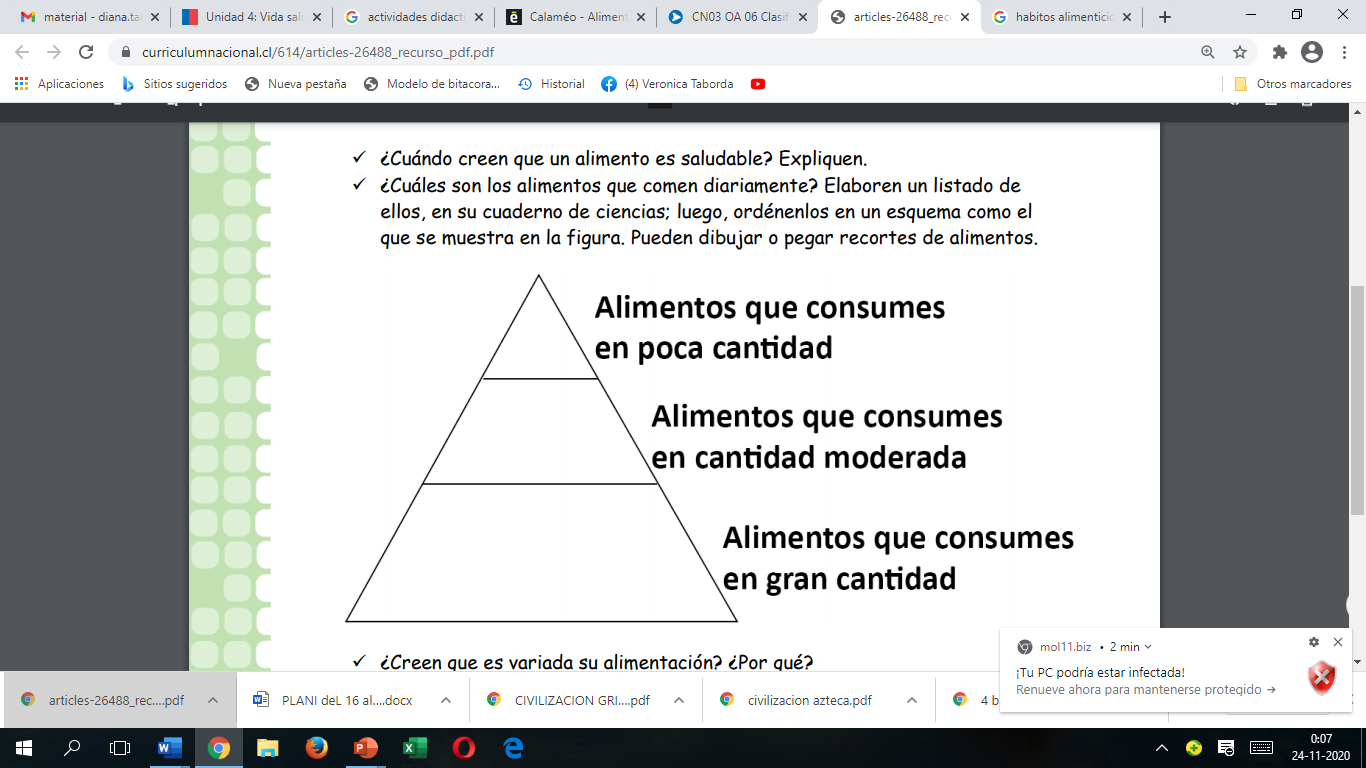 material - diana.tal
Unidad 4: Vida salu
actividades didacti
Calaméo - Aliment
CN03 OA 06 Clasif
articles-26488_recu
habitos alimenticio
curriculumnacional.cl/614/articles-26488_recurso_pdf.pdf
Aplicaciones
Sitios sugeridos
Nueva pestaña
Modelo de bitacora...
Historial
(4) Veronica Taborda
Otros marcadores
¿Cuándo creen que un alimento es saludable? Expliquen.
¿Cuáles son los alimentos que comen diariamente? Elaboren un listado de
ellos, en su cuaderno de ciencias; luego, ordénenlos en un esquema como el
que se muestra en la figura. Pueden dibujar o pegar recortes de alimentos.
Alimentos que consumes
en poca cantidad
Alimentos que consumes
en cantidad moderada
Alimentos que consumes
en gran cantidad
¿Creen que es variada su alimentación? ¿Por qué?
mol11.biz • 2 min
¡Tu PC podría estar infectada!
Renueve ahora para mantenerse protegido →
articles-26488_rec....pdf
PLANI deL 16 al....docx
CIVILIZACION GRI....pdf
civilizacion azteca.pdf
4 b
0:07
24-11-2020